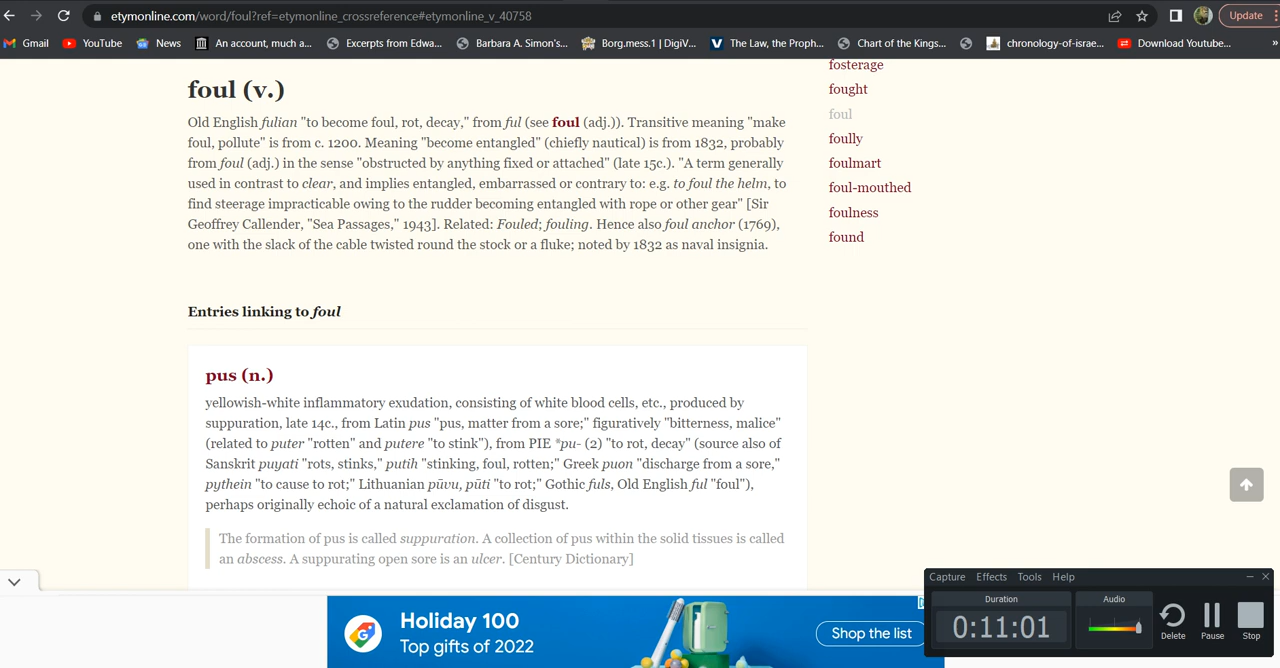 etymonline.com/word/foul?ref=etymonline_crossreference#etymonline_v_40758
Update
Gmail YouTube News An account, much a... Excerpts from Edwa... Barbara A. Simon's... Borg.mess.1 | DigiV... The Law, the Proph... Chart of the Kings... chronology-of-israe... Download Youtube... »
fosterage
fought
foul
foully
foulmart
foul-mouthed
foulness
found
foul (v.)
Old English fulian "to become foul, rot, decay," from ful (see foul (adj.)). Transitive meaning "make
foul, pollute" is from c. 1200. Meaning "become entangled" (chiefly nautical) is from 1832, probably
from foul (adj.) in the sense "obstructed by anything fixed or attached" (late 15c.). "A term generally
used in contrast to clear, and implies entangled, embarrassed or contrary to: e.g. to foul the helm, to
find steerage impracticable owing to the rudder becoming entangled with rope or other gear" [Sir
Geoffrey Callender, "Sea Passages," 1943]. Related: Fouled; fouling. Hence also foul anchor (1769),
one with the slack of the cable twisted round the stock or a fluke; noted by 1832 as naval insignia.
Entries linking to foul
pus (n.)
yellowish-white inflammatory exudation, consisting of white blood cells, etc., produced by
suppuration, late 14c., from Latin pus "pus, matter from a sore;" figuratively "bitterness, malice"
(related to puter "rotten" and putere "to stink"), from PIE *pu- (2) "to rot, decay" (source also of
Sanskrit puyati "rots, stinks," putih "stinking, foul, rotten;" Greek puon "discharge from a sore,"
pythein "to cause to rot;" Lithuanian pūvu, pūti "to rot;" Gothic fuls, Old English ful "foul"),
perhaps originally echoic of a natural exclamation of disgust.
The formation of pus is called suppuration. A collection of pus within the solid tissues is called
an abscess. A suppurating open sore is an ulcer. [Century Dictionary]
Holiday 100
Top gifts of 2022
Shop the list
Capture Effects Tools Help
Duration
0:11:01
Audio
Delete Pause Stop